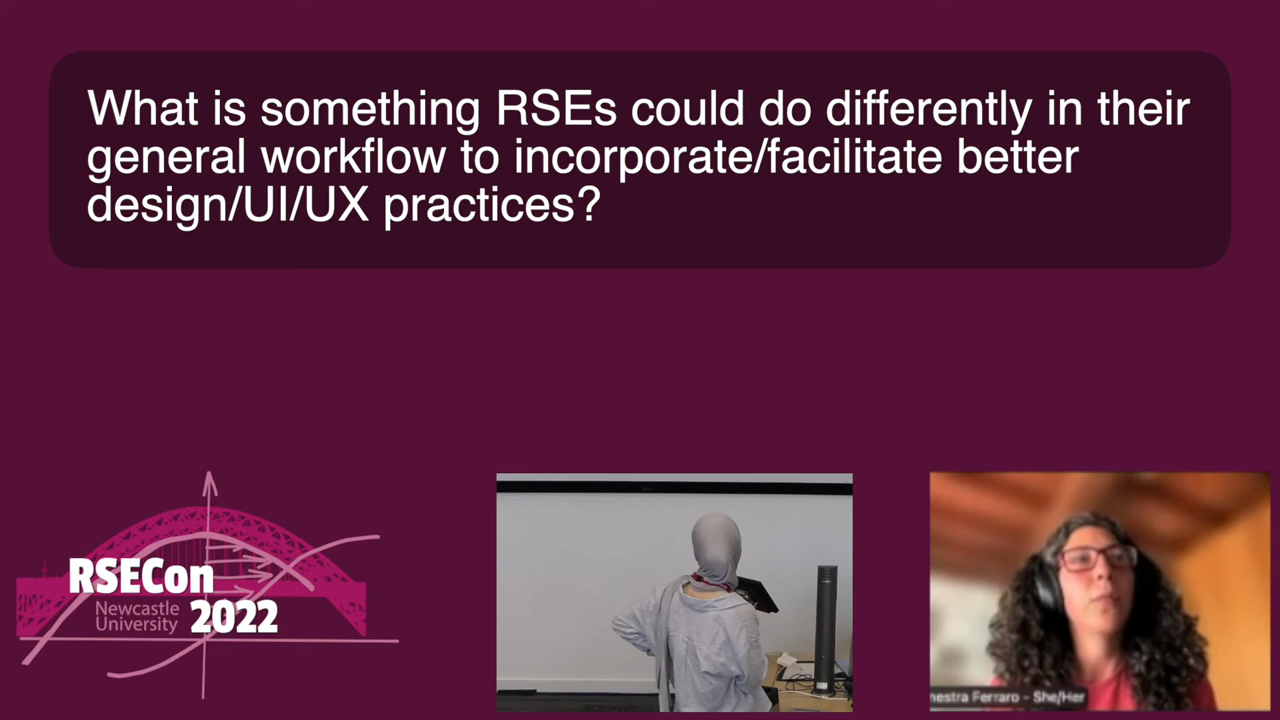 What is something RSEs could do differently in their
general workflow to incorporate/facilitate better
design/UI/UX practices?
RSECon
Newcastle
University
2022
nestra Ferraro - She/Her